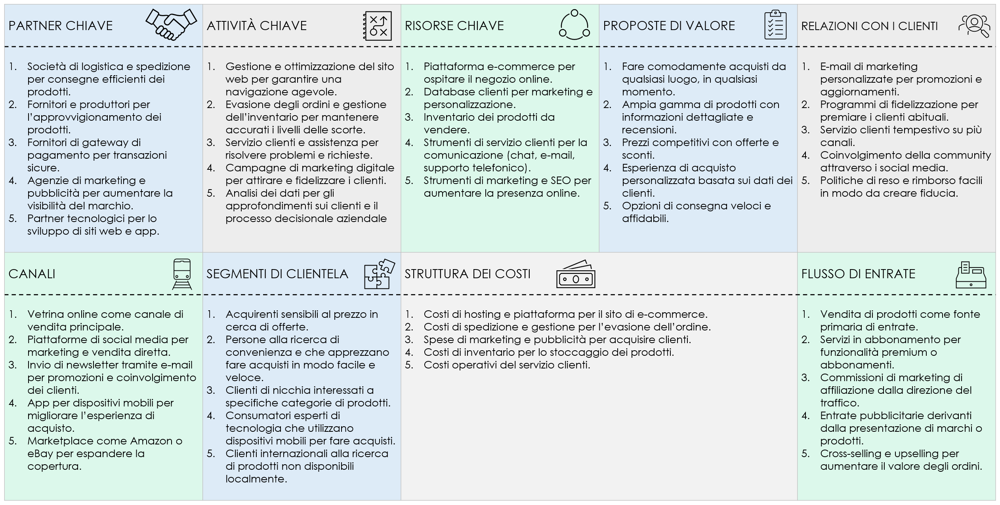 PARTNER CHIAVE
1. Società di logistica e spedizione
per consegne efficienti dei
prodotti.
2. Fornitori e produttori per
l’approvvigionamento dei
prodotti.
3. Fornitori di gateway di
pagamento per transazioni
sicure.
4. Agenzie di marketing e
pubblicità per aumentare la
visibilità del marchio.
5. Partner tecnologici per lo
sviluppo di siti web e app.
ATTIVITÀ CHIAVE
1. Gestione e ottimizzazione del sito
web per garantire una
navigazione agevole.
2. Evasione degli ordini e gestione
dell’inventario per mantenere
accurati i livelli delle scorte.
3. Servizio clienti e assistenza per
risolvere problemi e richieste.
4. Campagne di marketing digitale
per attirare e fidelizzare i clienti.
5. Analisi dei dati per gli
approfondimenti sui clienti e il
processo decisionale aziendale
RISORSE CHIAVE
1. Piattaforma e-commerce per
ospitare il negozio online.
2. Database clienti per marketing e
personalizzazione.
3. Inventario dei prodotti da
vendere.
4. Strumenti di servizio clienti per la
comunicazione (chat, e-mail,
supporto telefonico).
5. Strumenti di marketing e SEO per
aumentare la presenza online.
PROPOSTE DI VALORE
1. Fare comodamente acquisti da
qualsiasi luogo, in qualsiasi
momento.
2. Ampia gamma di prodotti con
informazioni dettagliate e
recensioni.
3. Prezzi competitivi con offerte e
sconti.
4. Esperienza di acquisto
personalizzata basata sui dati dei
clienti.
5. Opzioni di consegna veloci e
affidabili.
RELAZIONI CON I CLIENTI
1. E-mail di marketing
personalizzate per promozioni e
aggiornamenti.
2. Programmi di fidelizzazione per
premiare i clienti abituali.
3. Servizio clienti tempestivo su più
canali.
4. Coinvolgimento della community
attraverso i social media.
5. Politiche di reso e rimborso facili
in modo da creare fiducia.
CANALI
1. Vetrina online come canale di
vendita principale.
2. Piattaforme di social media per
marketing e vendita diretta.
3. Invio di newsletter tramite e-mail
per promozioni e coinvolgimento
dei clienti.
4. App per dispositivi mobili per
migliorare l’esperienza di
acquisto.
5. Marketplace come Amazon o
eBay per espandere la
copertura.
SEGMENTI DI CLIENTELA
1. Acquirenti sensibili al prezzo in
cerca di offerte.
2. Persone alla ricerca di
convenienza e che apprezzano
fare acquisti in modo facile e
veloce.
3. Clienti di nicchia interessati a
specifiche categorie di prodotti.
4. Consumatori esperti di
tecnologia che utilizzano
dispositivi mobili per fare acquisti.
5. Clienti internazionali alla ricerca
di prodotti non disponibili
localmente.
STRUTTURA DEI COSTI
1. Costi di hosting e piattaforma per il sito di e-commerce.
2. Costi di spedizione e gestione per l’evasione dell’ordine.
3. Spese di marketing e pubblicità per acquisire clienti.
4. Costi di inventario per lo stoccaggio dei prodotti.
5. Costi operativi del servizio clienti.
FLUSSO DI ENTRATE
1. Vendita di prodotti come fonte
primaria di entrate.
2. Servizi in abbonamento per
funzionalità premium o
abbonamenti.
3. Commissioni di marketing di
affiliazione dalla direzione del
traffico.
4. Entrate pubblicitarie derivanti
dalla presentazione di marchi o
prodotti.
5. Cross-selling e upselling per
aumentare il valore degli ordini.